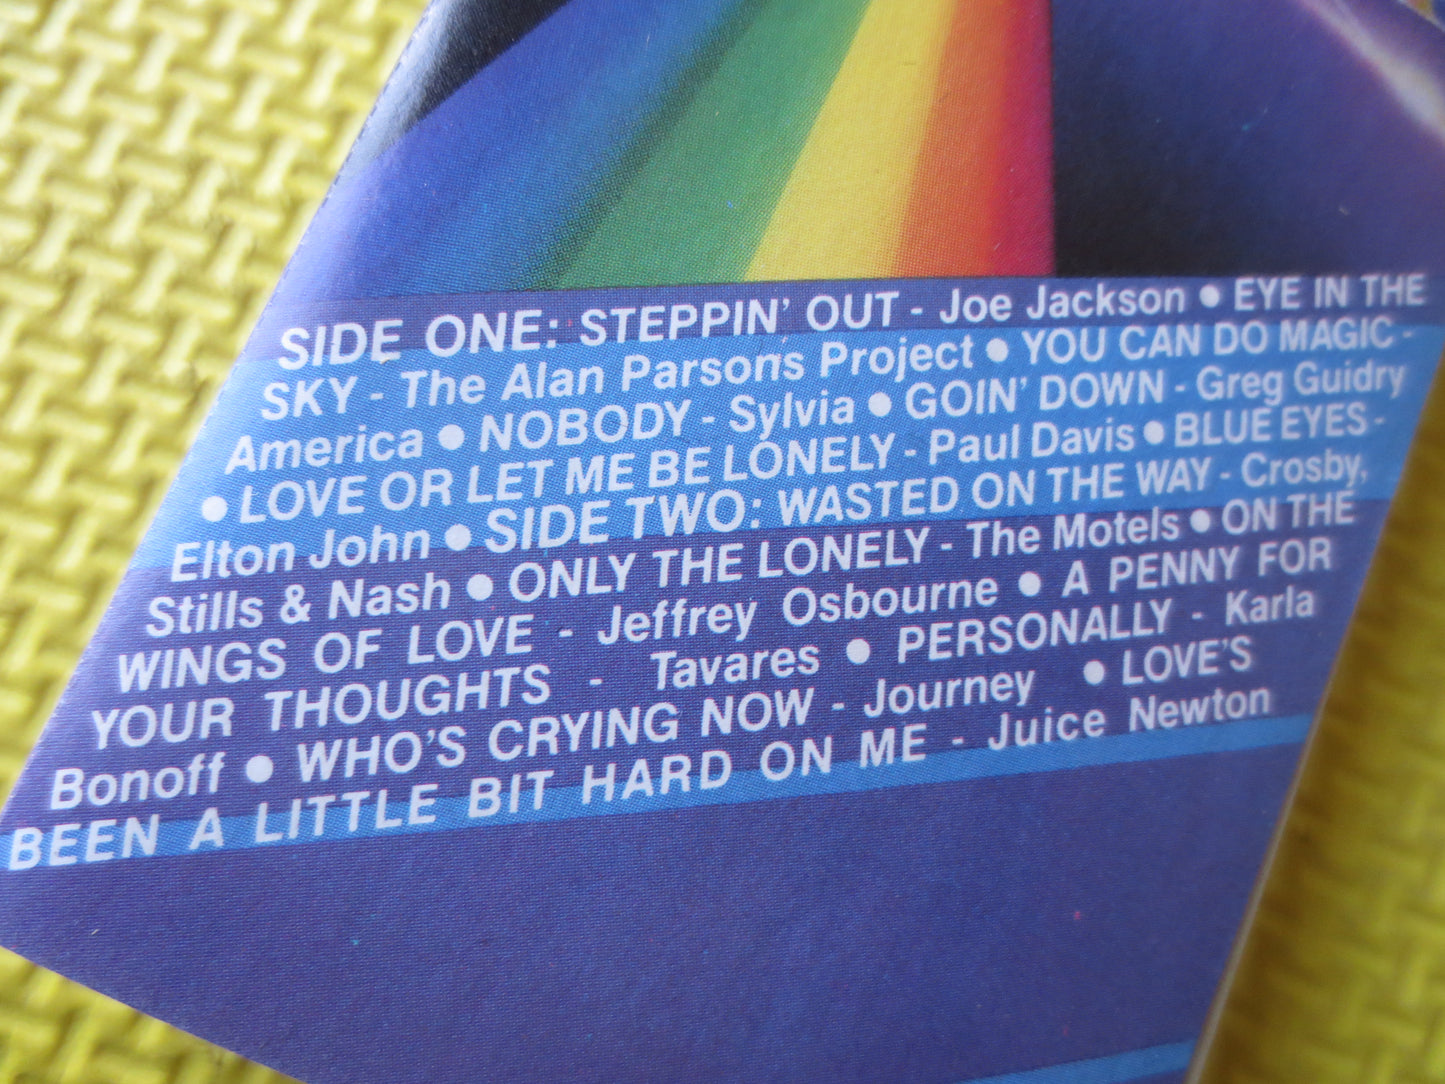 SIDE ONE: STEPPIN' OUT - Joe Jackson • EYE IN THE
SKY - The Alan Parsons Project • YOU CAN DO MAGIC -
America • NOBODY - Sylvia • GOIN' DOWN - Greg Guidry
• LOVE OR LET ME BE LONELY - Paul Davis • BLUE EYES -
Elton John • SIDE TWO: WASTED ON THE WAY - Crosby,
Stills & Nash • ONLY THE LONELY - The Motels • ON THE
WINGS OF LOVE - Jeffrey Osbourne • A PENNY FOR
YOUR THOUGHTS - Tavares • PERSONALLY - Karla
Bonoff • WHO'S CRYING NOW - Journey • LOVE'S
BEEN A LITTLE BIT HARD ON ME - Juice Newton